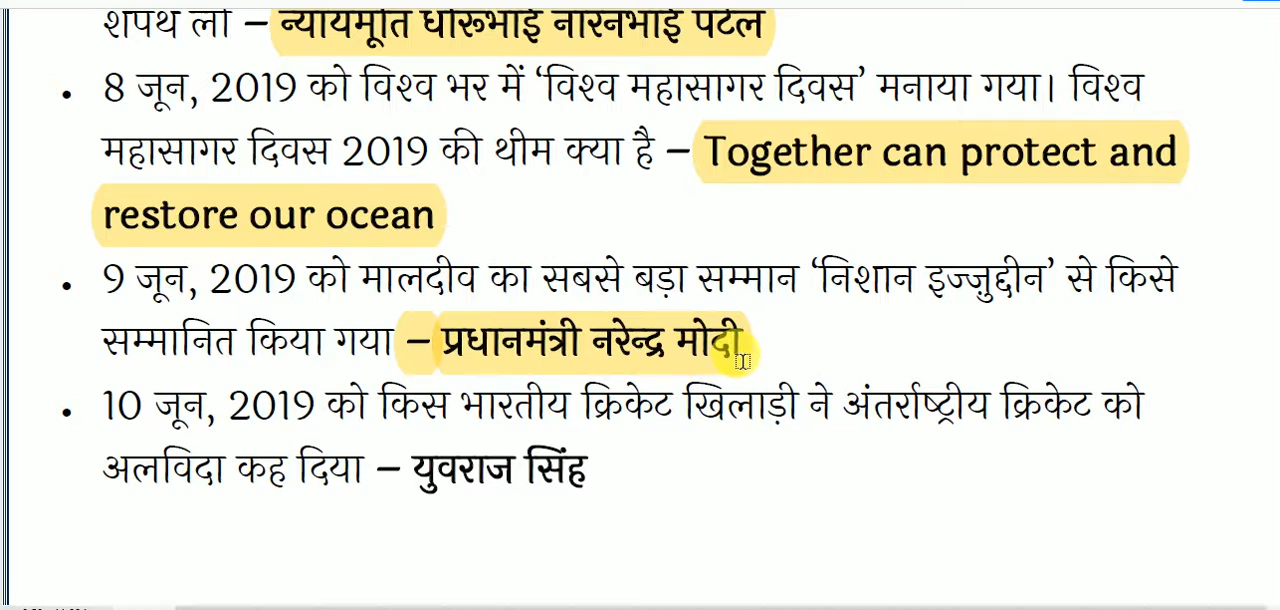 शपथ ली – न्यायमूर्ति धीरूभाई नारनभाई पटेल
• 8 जून, 2019 को विश्व भर में ‘विश्व महासागर दिवस’ मनाया गया। विश्व
महासागर दिवस 2019 की थीम क्या है – Together can protect and
restore our ocean
• 9 जून, 2019 को मालदीव का सबसे बड़ा सम्मान ‘निशान इज्ज़ुद्दीन’ से किसे
सम्मानित किया गया – प्रधानमंत्री नरेन्द्र मोदी
• 10 जून, 2019 को किस भारतीय क्रिकेट खिलाड़ी ने अंतर्राष्ट्रीय क्रिकेट को
अलविदा कह दिया – युवराज सिंह